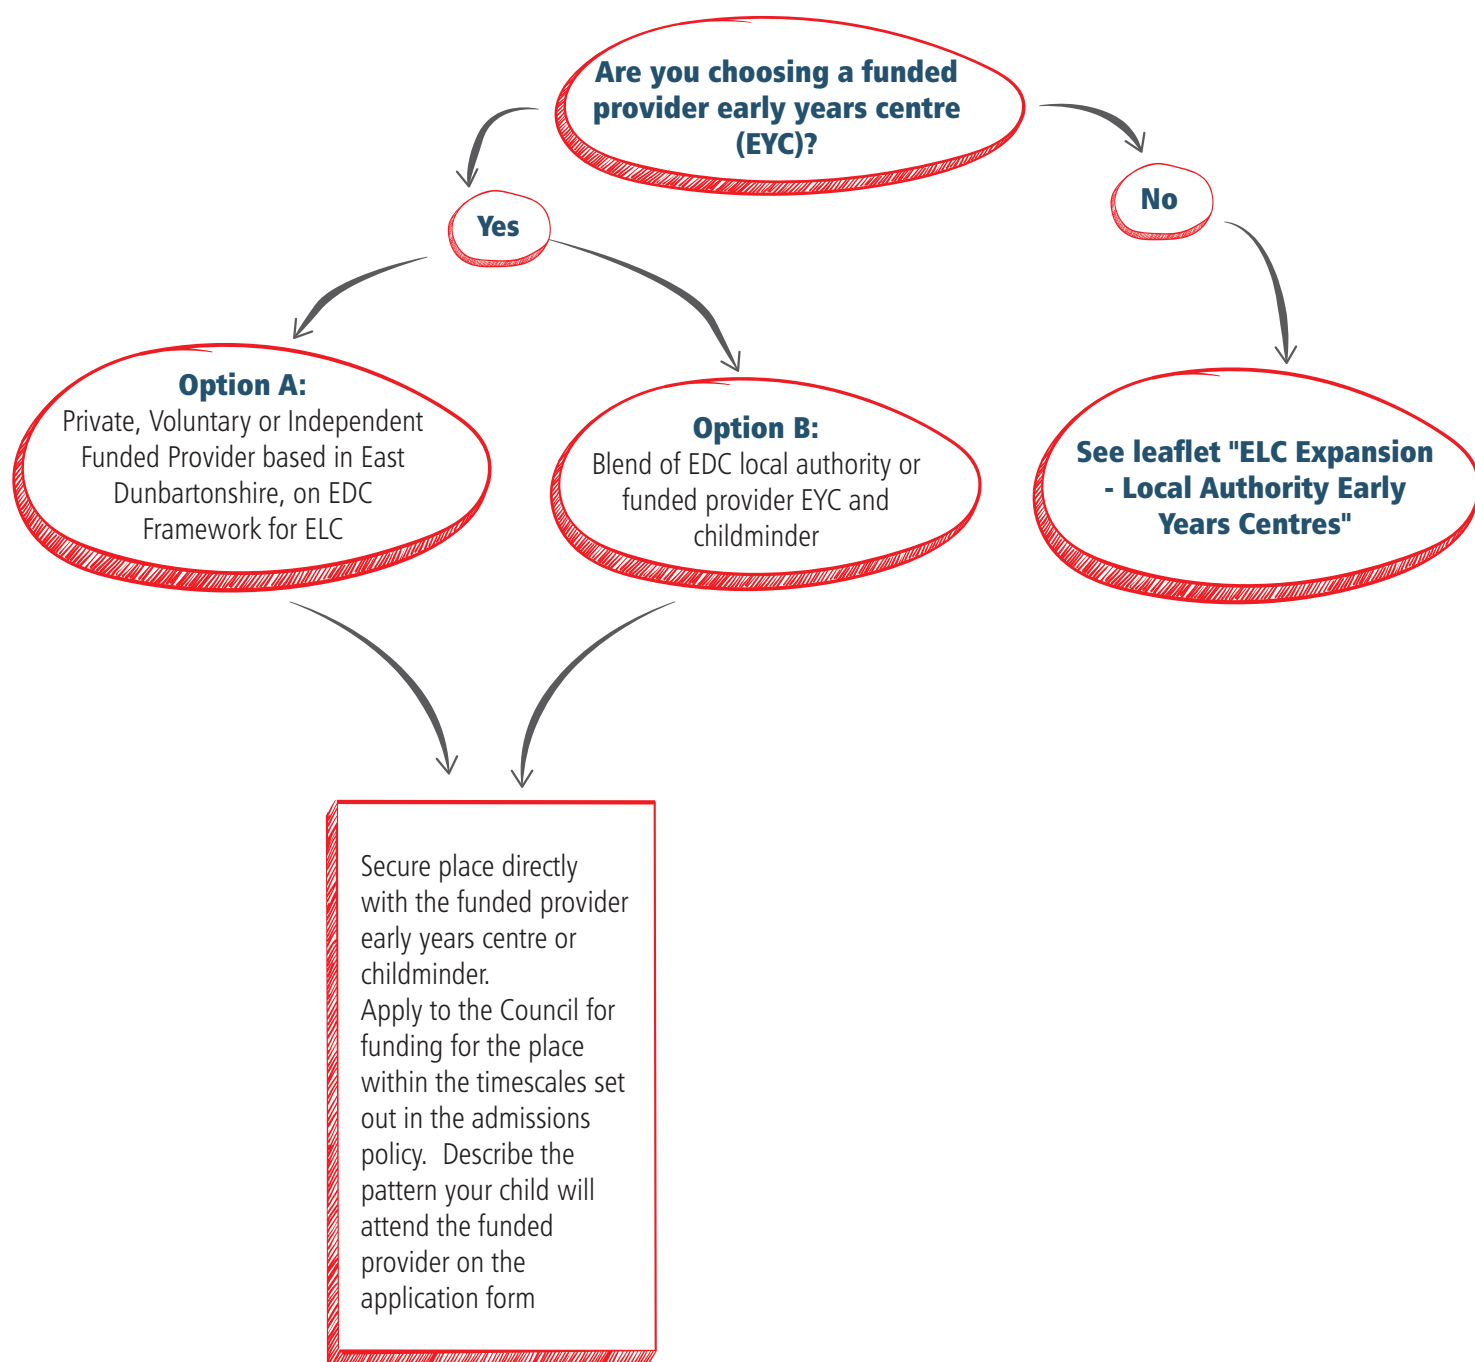 Are you choosing a funded
provider early years centre
(EYC)?
Yes
No
Option A:
Private, Voluntary or Independent
Funded Provider based in East
Dunbartonshire, on EDC
Framework for ELC
Option B:
Blend of EDC local authority or
funded provider EYC and
childminder
See leaflet "ELC Expansion
- Local Authority Early
Years Centres"
Secure place directly
with the funded provider
early years centre or
childminder.
Apply to the Council for
funding for the place
within the timescales set
out in the admissions
policy.  Describe the
pattern your child will
attend the funded
provider on the
application form